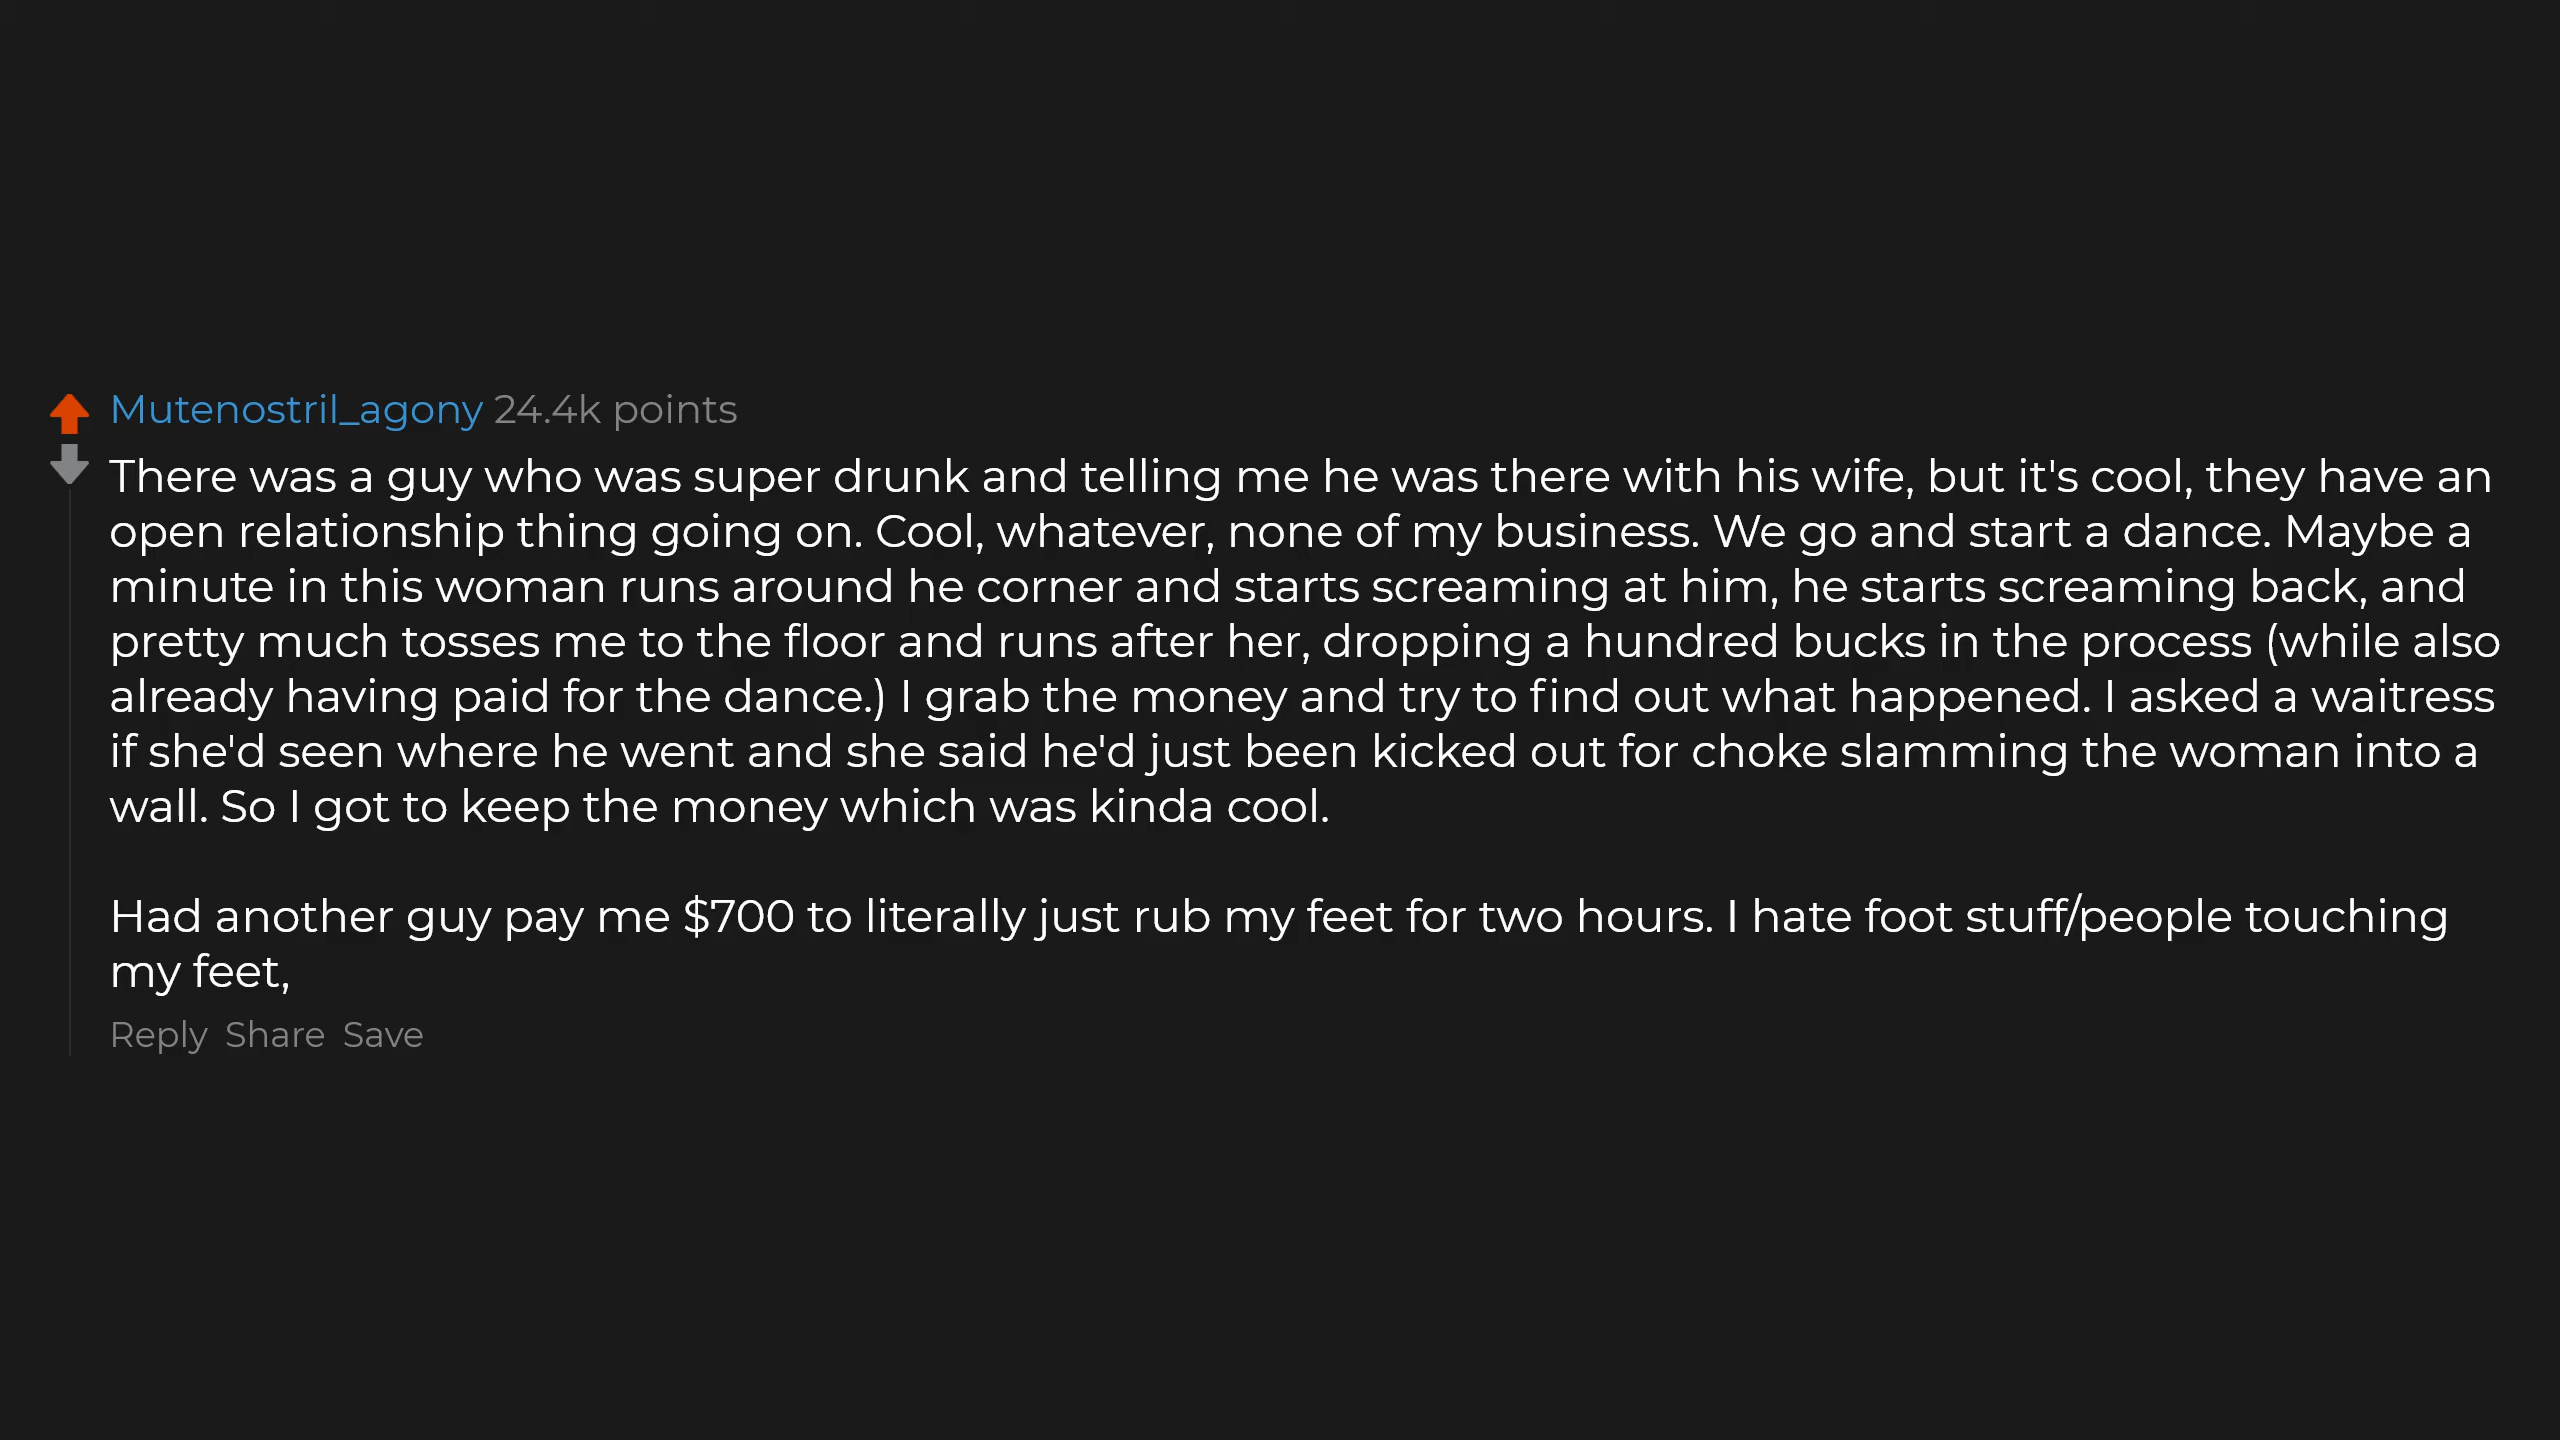 Mutenostril_agony 24.4k points
There was a guy who was super drunk and telling me he was there with his wife, but it's cool, they have an
open relationship thing going on. Cool, whatever, none of my business. We go and start a dance. Maybe a
minute in this woman runs around he corner and starts screaming at him, he starts screaming back, and
pretty much tosses me to the floor and runs after her, dropping a hundred bucks in the process (while also
already having paid for the dance.) I grab the money and try to find out what happened. I asked a waitress
if she'd seen where he went and she said he'd just been kicked out for choke slamming the woman into a
wall. So I got to keep the money which was kinda cool.
Had another guy pay me $700 to literally just rub my feet for two hours. I hate foot stuff/people touching
my feet,
Reply Share Save